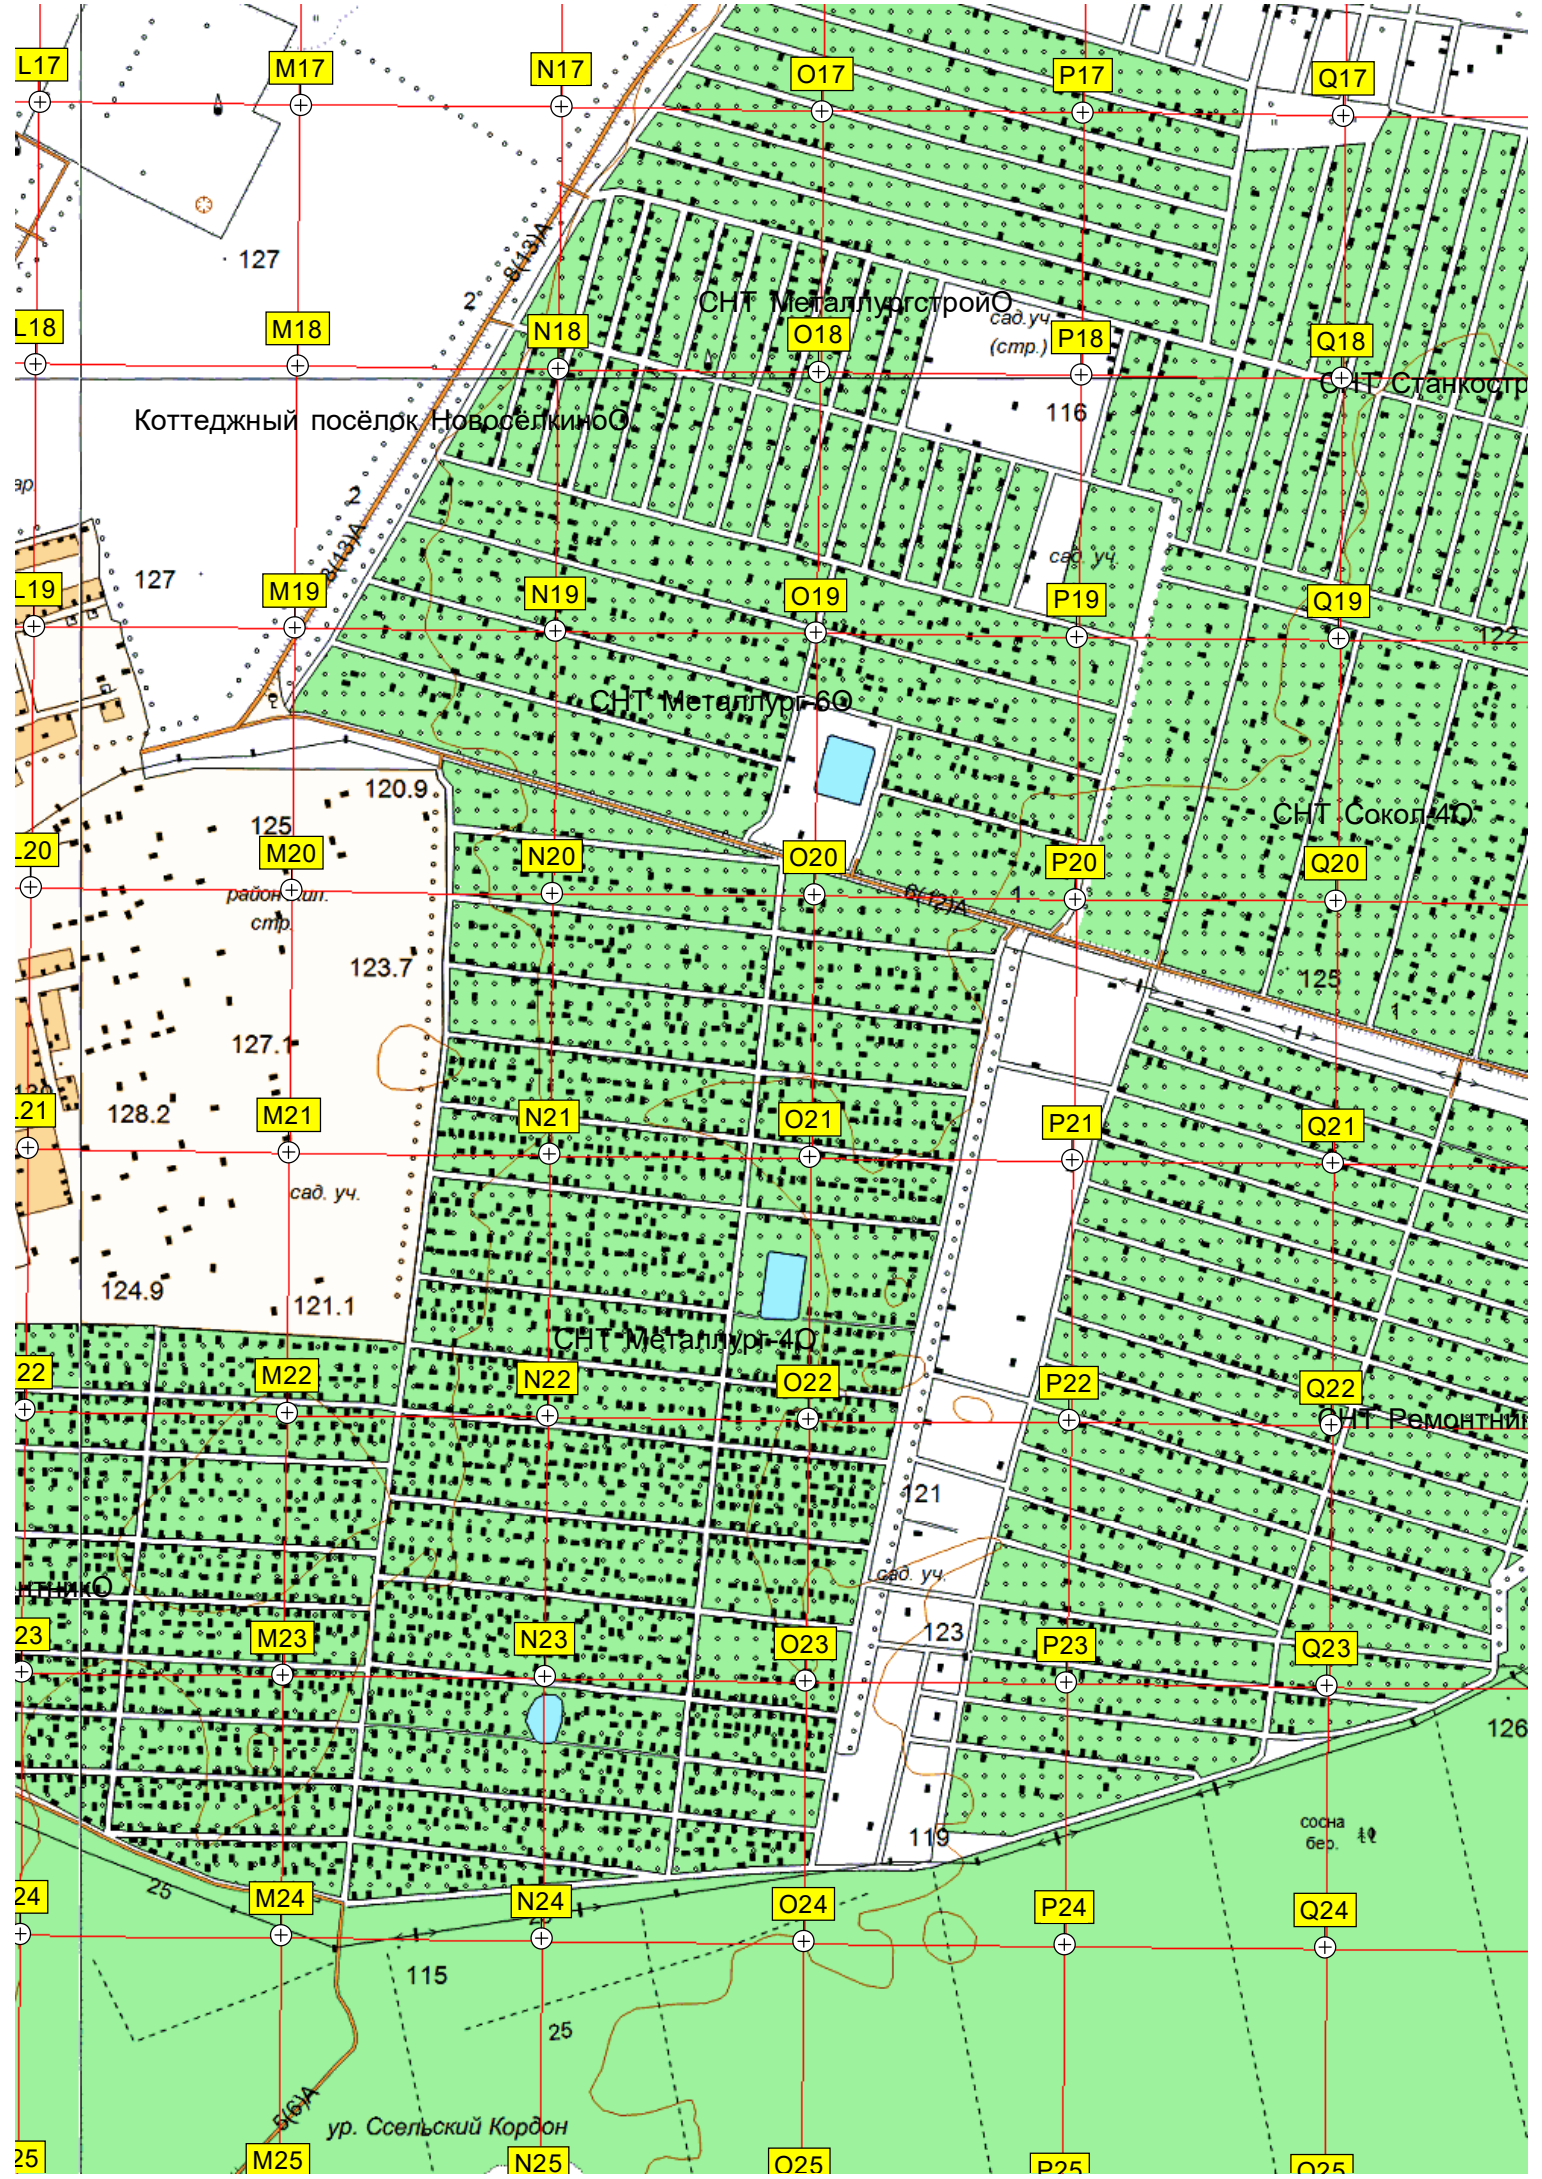 L17
M17
N17
O17
P17
Q17
127
8(13)А
2
СНТ МеталлургстройО
сад.уч.
(стр.)
L18
M18
N18
O18
P18
Q18
СНТ Станкостр
116
Коттеджный посёлок НовосёлкиноО
ар.
2
8(13)А
сад. уч.
127
L19
M19
N19
O19
P19
Q19
122
СНТ Металлург-6О
120.9
125
СНТ Сокол-4О
L20
M20
N20
O20
P20
Q20
район жил.
стр.
6(12)А
1
123.7
125
1
127.1
130
128.2
L21
M21
N21
O21
P21
Q21
сад. уч.
124.9
121.1
СНТ Металлург-4О
22
M22
N22
O22
P22
Q22
СНТ Ремонтник
121
сад. уч.
нтникО
123
23
M23
N23
O23
P23
Q23
126
119
сосна
бер.
25
24
M24
N24
O24
P24
Q24
115
25
5(6)А
ур. Ссельский Кордон
25
M25
N25
O25
P25
Q25